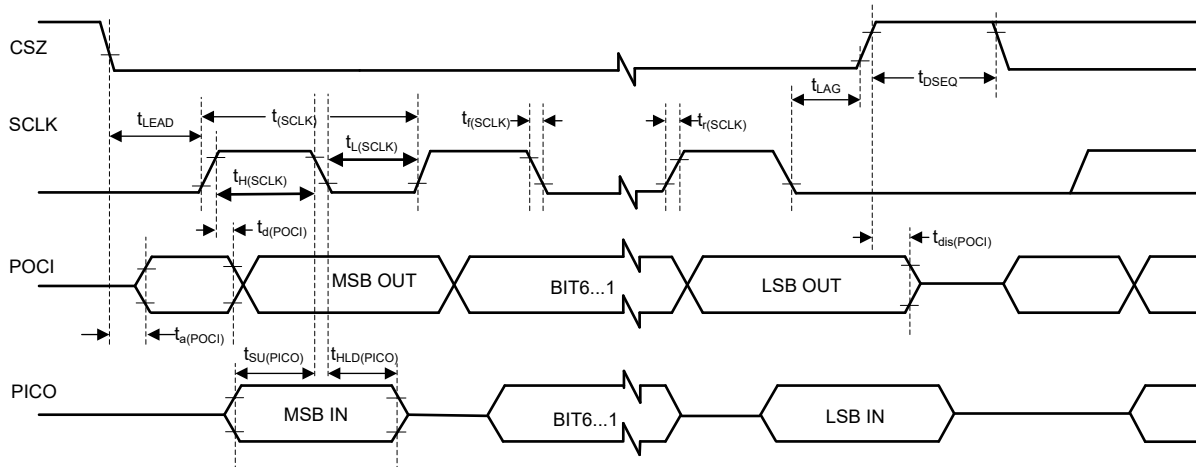 CSZ
tLAG
tDSEQ
SCLK
tLEAD
t(SCLK)
tf(SCLK)
tr(SCLK)
tL(SCLK)
tH(SCLK)
td(POCI)
tdis(POCI)
POCI
MSB OUT
BIT6...1
LSB OUT
ta(POCI)
tSU(PICO)
tHLD(PICO)
PICO
MSB IN
BIT6...1
LSB IN